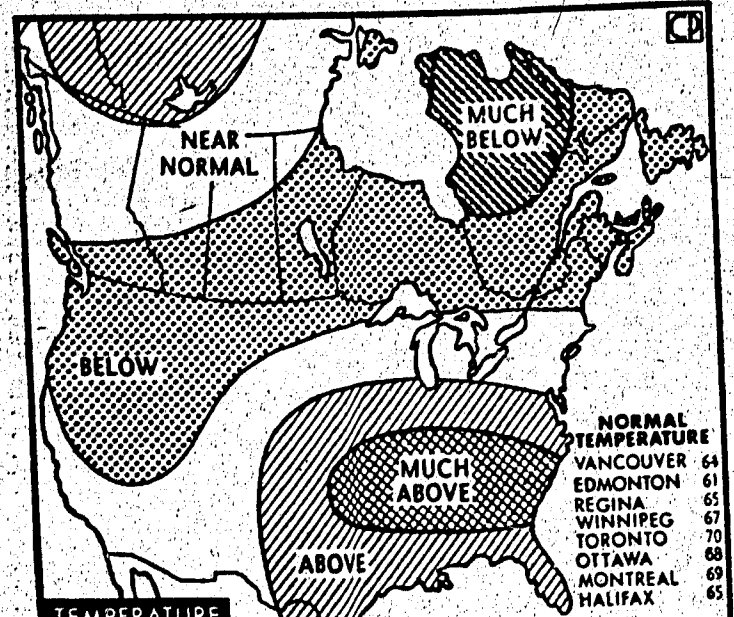 CP
MUCH
BELOW
NEAR
NORMAL
BELOW
MUCH
ABOVE
ABOVE
NORMAL
TEMPERATURE
VANCOUVER 64
EDMONTON 61
REGINA 65
WINNIPEG 67
TORONTO 70
OTTAWA 68
MONTREAL 69
HALIFAX 65
TEMPERATURE